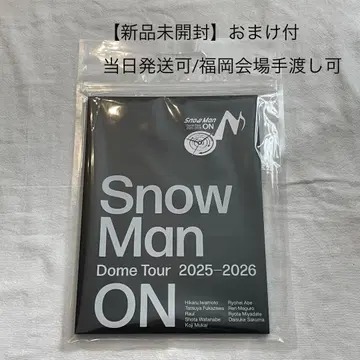 【新品未開封】おまけ付
当日発送可/福岡会場手渡し可
Snow Man
ON
Snow
Man
Dome Tour 2025–2026
ON
Hikaru Iwamoto Ryohei Abe
Tatsuya Fukazawa Ren Meguro
Raul Ryota Miyadate
Shota Watanabe Daisuke Sakuma
Koji Mukai